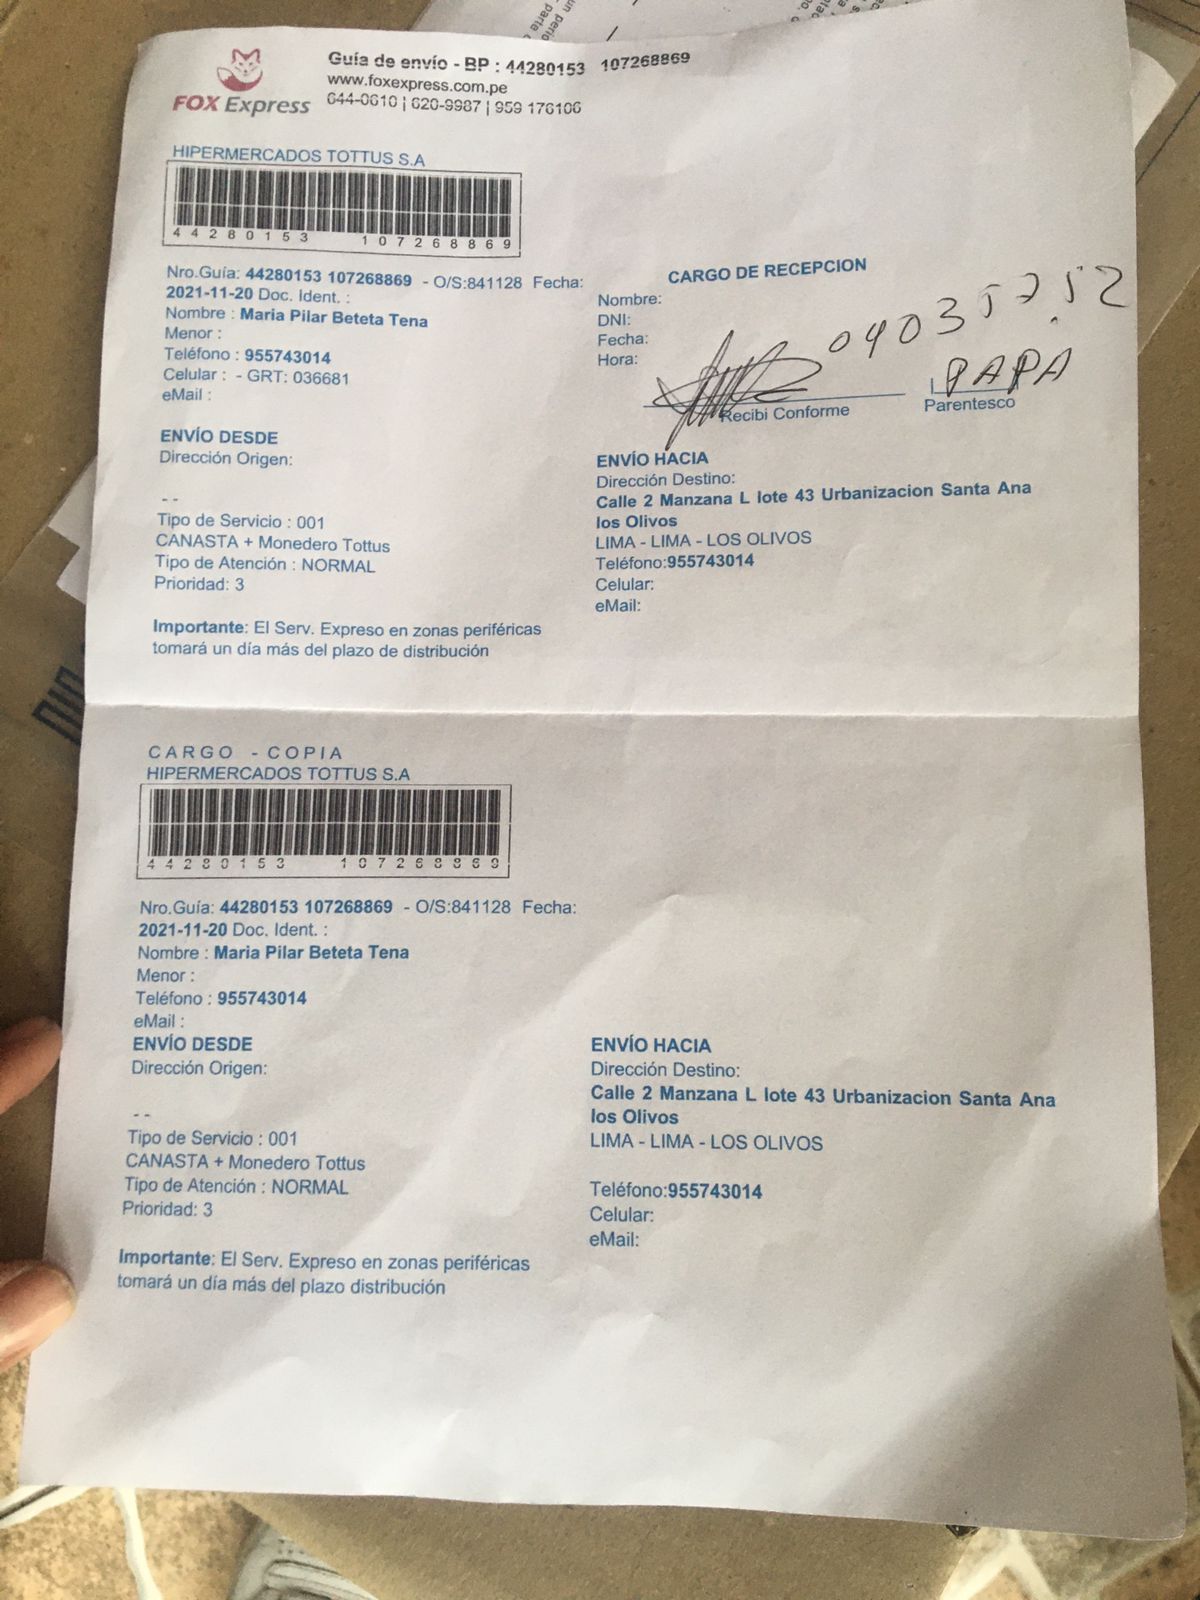 FOX Express
Guía de envío - BP : 44280153 107268869
www.foxexpress.com.pe
644-0610 | 620-9987 | 959 176106
HIPERMERCADOS TOTTUS S.A
44280153 107268869
Nro.Guía: 44280153 107268869 - O/S:841128 Fecha:
2021-11-20 Doc. Ident. :
Nombre : Maria Pilar Beteta Tena
Menor :
Teléfono : 955743014
Celular : - GRT: 036681
eMail :
CARGO DE RECEPCION
Nombre:
DNI:
Fecha:
Hora:
PAPA
Recibi Conforme
Parentesco
ENVÍO DESDE
Dirección Origen:
- -
Tipo de Servicio : 001
CANASTA + Monedero Tottus
Tipo de Atención : NORMAL
Prioridad: 3
ENVÍO HACIA
Dirección Destino:
Calle 2 Manzana L lote 43 Urbanizacion Santa Ana
los Olivos
LIMA - LIMA - LOS OLIVOS
Teléfono:955743014
Celular:
eMail:
Importante: El Serv. Expreso en zonas periféricas
tomará un día más del plazo de distribución
CARGO - COPIA
HIPERMERCADOS TOTTUS S.A
44280153 107268869
Nro.Guía: 44280153 107268869 - O/S:841128 Fecha:
2021-11-20 Doc. Ident. :
Nombre : Maria Pilar Beteta Tena
Menor :
Teléfono : 955743014
eMail :
ENVÍO DESDE
Dirección Origen:
- -
Tipo de Servicio : 001
CANASTA + Monedero Tottus
Tipo de Atención : NORMAL
Prioridad: 3
ENVÍO HACIA
Dirección Destino:
Calle 2 Manzana L lote 43 Urbanizacion Santa Ana
los Olivos
LIMA - LIMA - LOS OLIVOS
Teléfono:955743014
Celular:
eMail:
Importante: El Serv. Expreso en zonas periféricas
tomará un día más del plazo distribución